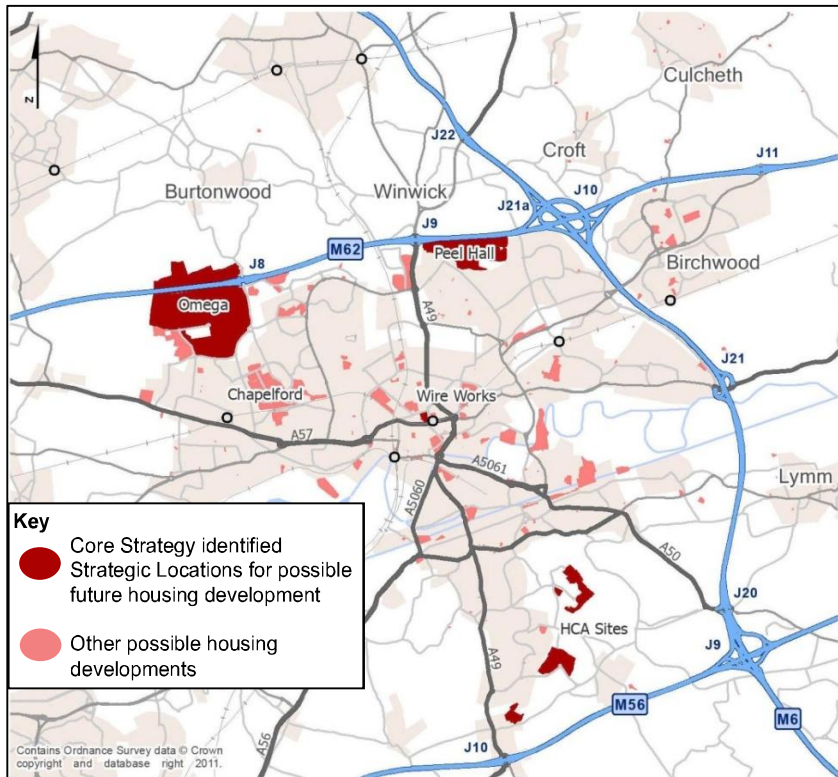 Culcheth
J22
Croft
J11
J21a
J10
Burtonwood
Winwick
J9
Peel Hall
M62
J8
Birchwood
Omega
A49
J21
Chapelford
Wire Works
A57
A5061
Lymm
A5060
Key
Core Strategy identified
Strategic Locations for possible
future housing development
Other possible housing
developments
A50
J20
HCA Sites
J9
A49
M56
M6
A56
J10
Contains Ordnance Survey data © Crown
copyright and database right 2011.
z